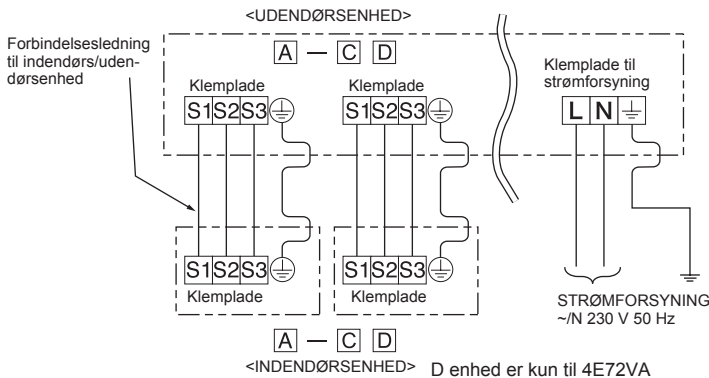 <UDENDØRSENHED>
Forbindelsesledning
til indendørs/uden-
dørsenhed
A — C D
Klemplade til
strømforsyning
Klemplade
Klemplade
S1 S2 S3
S1 S2 S3
L N
S1 S2 S3
S1 S2 S3
Klemplade
Klemplade
STRØMFORSYNING
~/N 230 V 50 Hz
A — C D
<INDENDØRSENHED>
D enhed er kun til 4E72VA